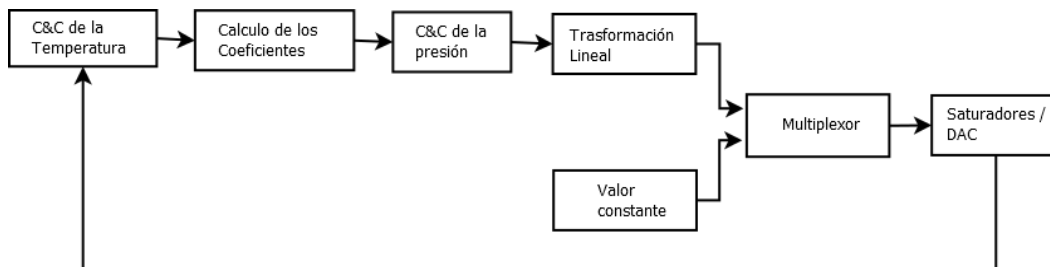 C&C de la
Temperatura
Calculo de los
Coeficientes
C&C de la
presión
Trasformación
Lineal
Multiplexor
Saturadores /
DAC
Valor
constante